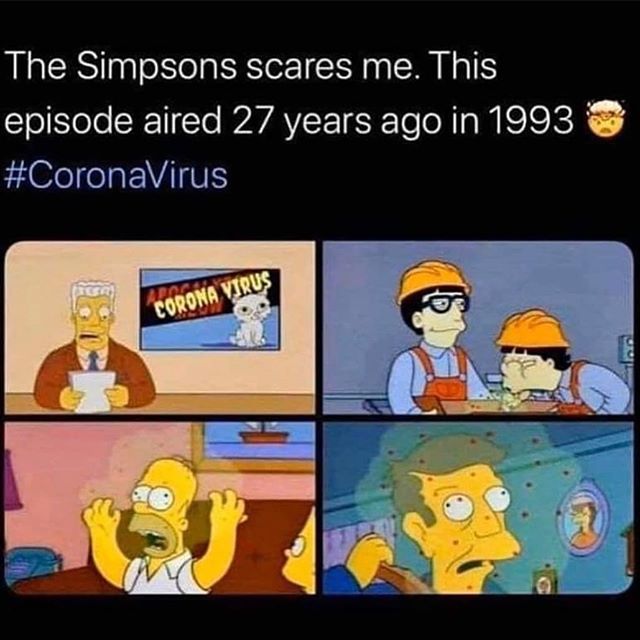 The Simpsons scares me. This
episode aired 27 years ago in 1993 🤯
#CoronaVirus
CORONA VIRUS